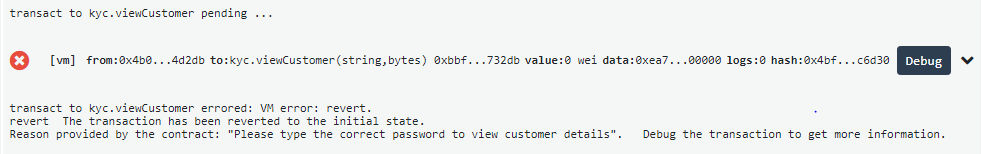 transact to kyc.viewCustomer pending ...
[vm] from:0x4b0...4d2db to:kyc.viewCustomer(string,bytes) 0xbbf...732db value:0 wei data:0xea7...00000 logs:0 hash:0x4bf...c6d30 Debug
transact to kyc.viewCustomer errored: VM error: revert.
revert The transaction has been reverted to the initial state.
Reason provided by the contract: "Please type the correct password to view customer details". Debug the transaction to get more information.